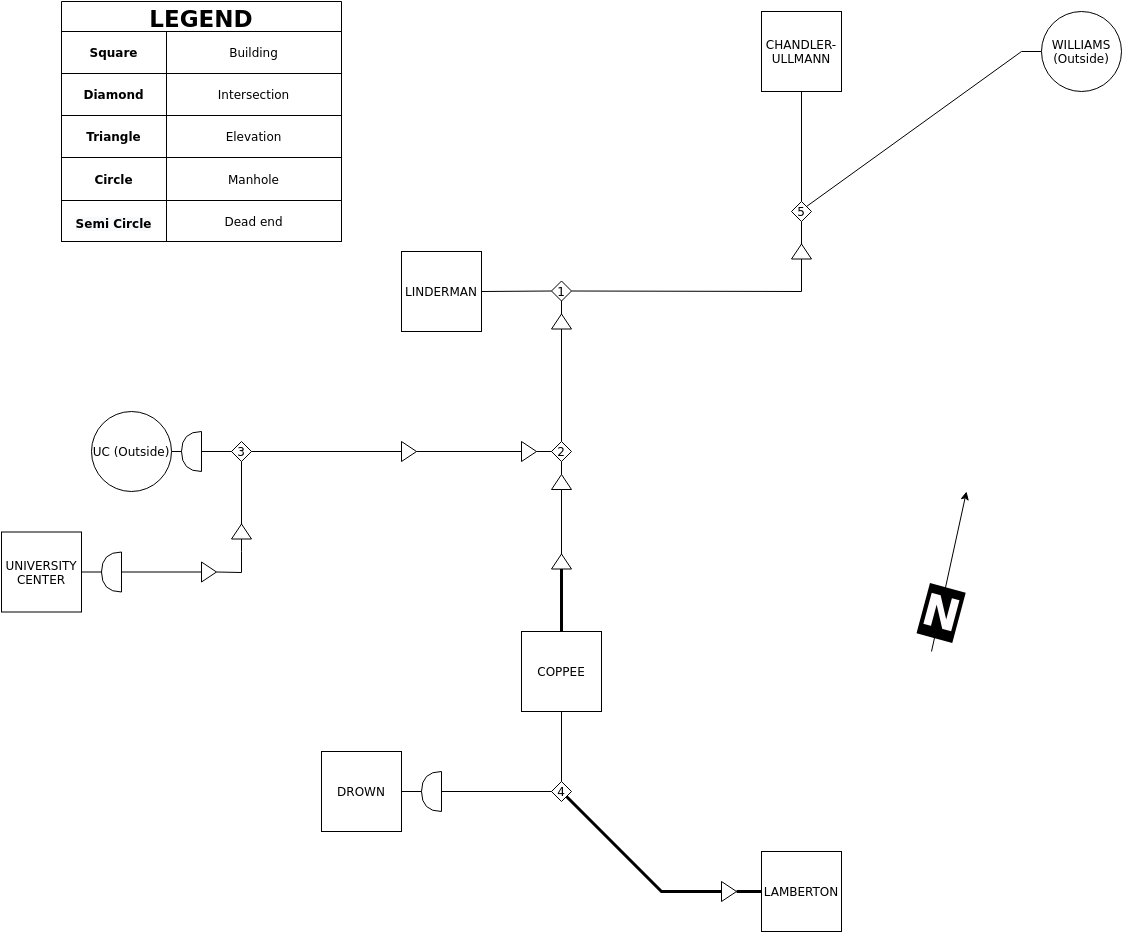 LEGEND
Square Building
Diamond Intersection
Triangle Elevation
Circle Manhole
Semi Circle Dead end
CHANDLER-
ULLMANN
WILLIAMS
(Outside)
5
LINDERMAN
1
UC (Outside)
3
2
UNIVERSITY
CENTER
N
COPPEE
DROWN
4
LAMBERTON